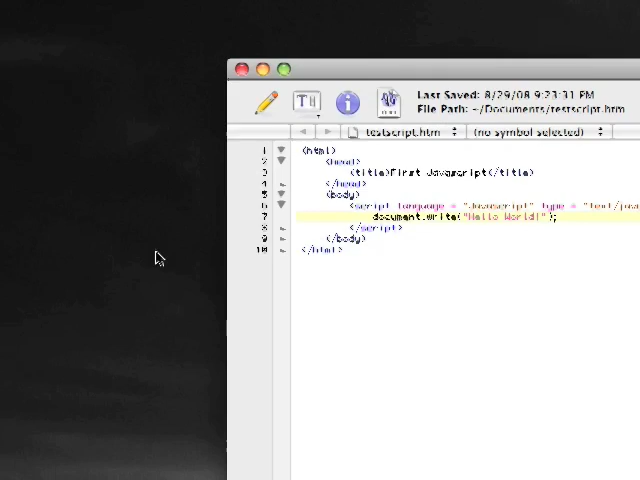 Last Saved: 8/29/08 9:23:31 PM
File Path: ~/Documents/testscript.htm
testscript.htm
(no symbol selected)
1 <html>
2 <head>
3 <title>First Javascript</title>
4 </head>
5 <body>
6 <script language = "Javascript" type = "text/java
7 document.write("Hello World!");
8 </script>
9 </body>
10 </html>